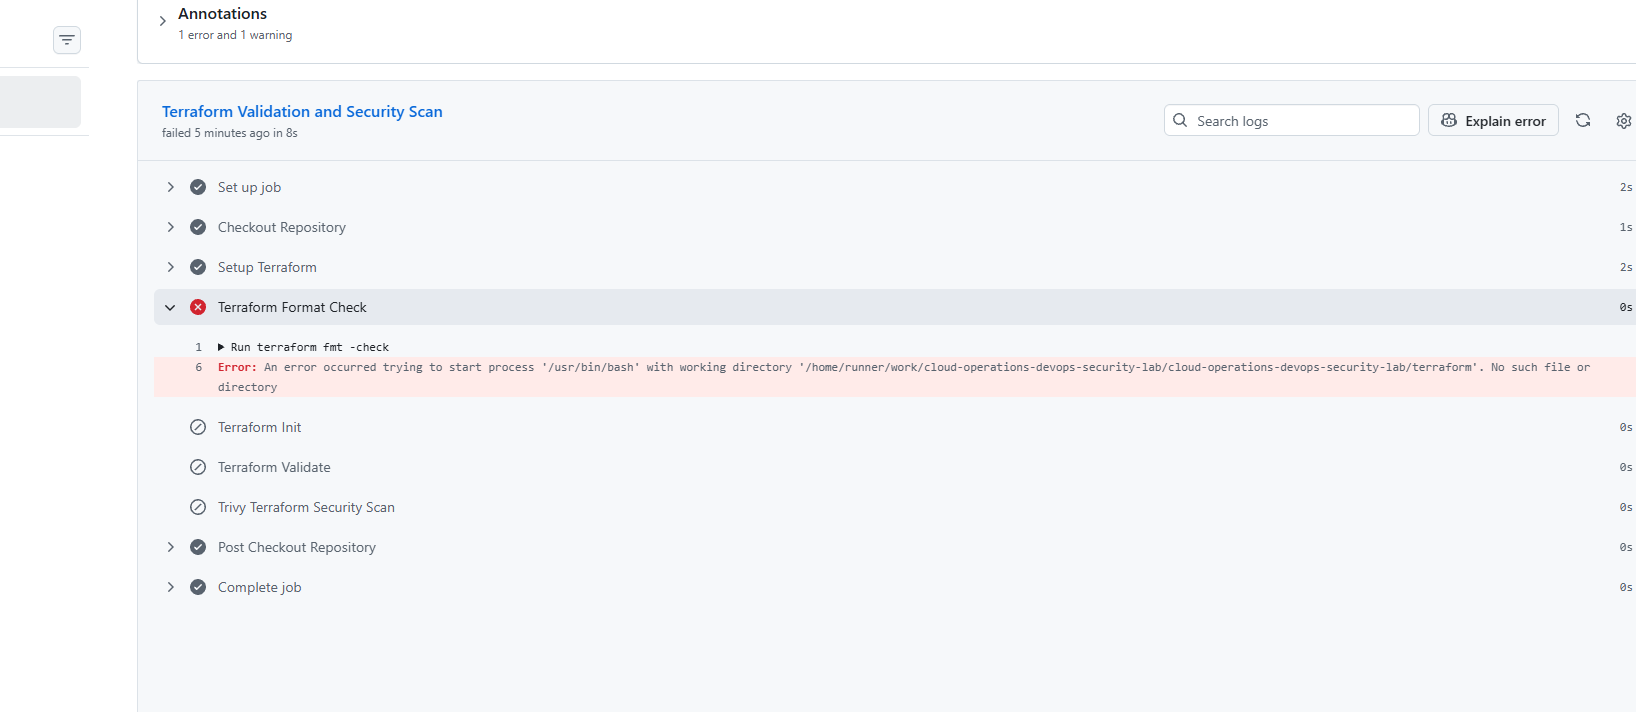 Annotations
1 error and 1 warning
Terraform Validation and Security Scan
failed 5 minutes ago in 8s
Search logs
Explain error
Set up job 2s
Checkout Repository 1s
Setup Terraform 2s
Terraform Format Check 0s
1 Run terraform fmt -check
6 Error: An error occurred trying to start process '/usr/bin/bash' with working directory '/home/runner/work/cloud-operations-devops-security-lab/cloud-operations-devops-security-lab/terraform'. No such file or
directory
Terraform Init 0s
Terraform Validate 0s
Trivy Terraform Security Scan 0s
Post Checkout Repository 0s
Complete job 0s